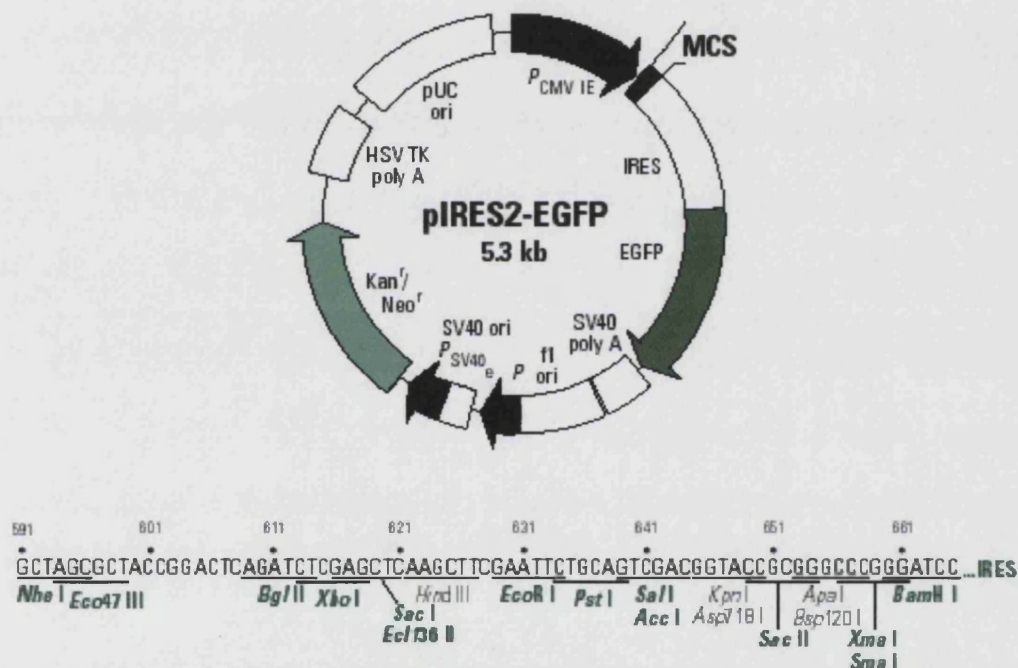 MCS
P CMV IE
pUC
ori
HSV TK
poly A
IRES
pIRES2-EGFP
5.3 kb
EGFP
Kanʳ/
Neoʳ
SV40 ori
P SV40 e
SV40
poly A
P
f1
ori
591 601 611 621 631 641 651 661
GCTAGCGCTACCGGACTCAGATCTCGAGCTCAAGCTTCGAATTCTGCAGTCGACGGTACCGCGGGCCCGGGATCC...IRES
Nhe I Eco47 III Bgl II Xho I Hind III EcoR I Pst I Sal I Kpn I Apa I BamH I
Sac I Acc I Asp718 I Bsp120 I
Ecl136 II Sac II Xma I
Sma I